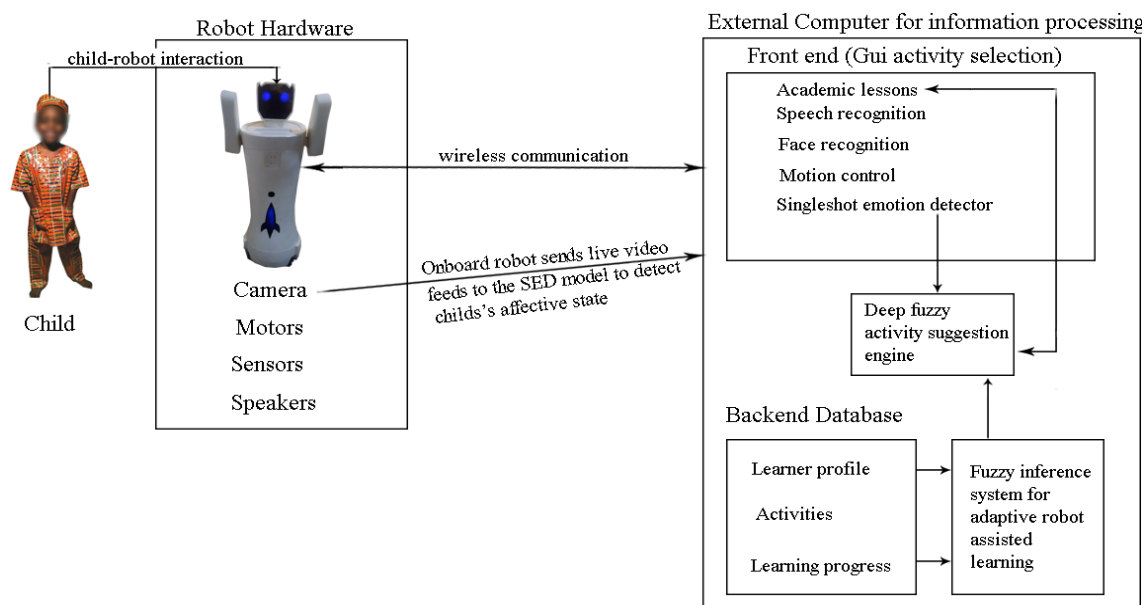 Robot Hardware
child-robot interaction
Child
Camera
Motors
Sensors
Speakers
wireless communication
Onboard robot sends live video
feeds to the SED model to detect
childs's affective state
External Computer for information processing
Front end (Gui activity selection)
Academic lessons
Speech recognition
Face recognition
Motion control
Singleshot emotion detector
Deep fuzzy
activity suggestion
engine
Backend Database
Learner profile
Activities
Learning progress
Fuzzy inference
system for
adaptive robot
assisted
learning